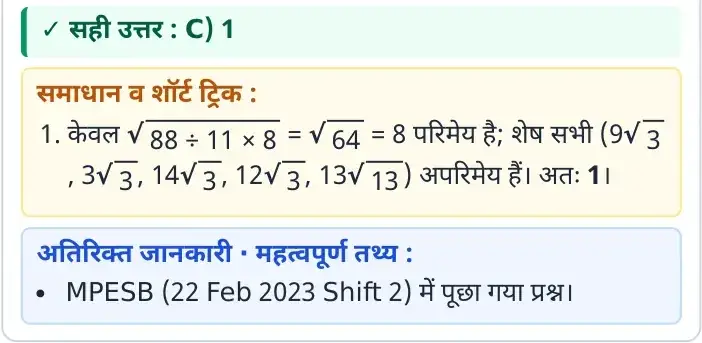 ✓ सही उत्तर : C) 1
समाधान व शॉर्ट ट्रिक :
1. केवल √88 ÷ 11 × 8 = √64 = 8 परिमेय है; शेष सभी (9√3
, 3√3, 14√3, 12√3, 13√13) अपरिमेय हैं। अतः 1।
अतिरिक्त जानकारी · महत्वपूर्ण तथ्य :
• MPESB (22 Feb 2023 Shift 2) में पूछा गया प्रश्न।